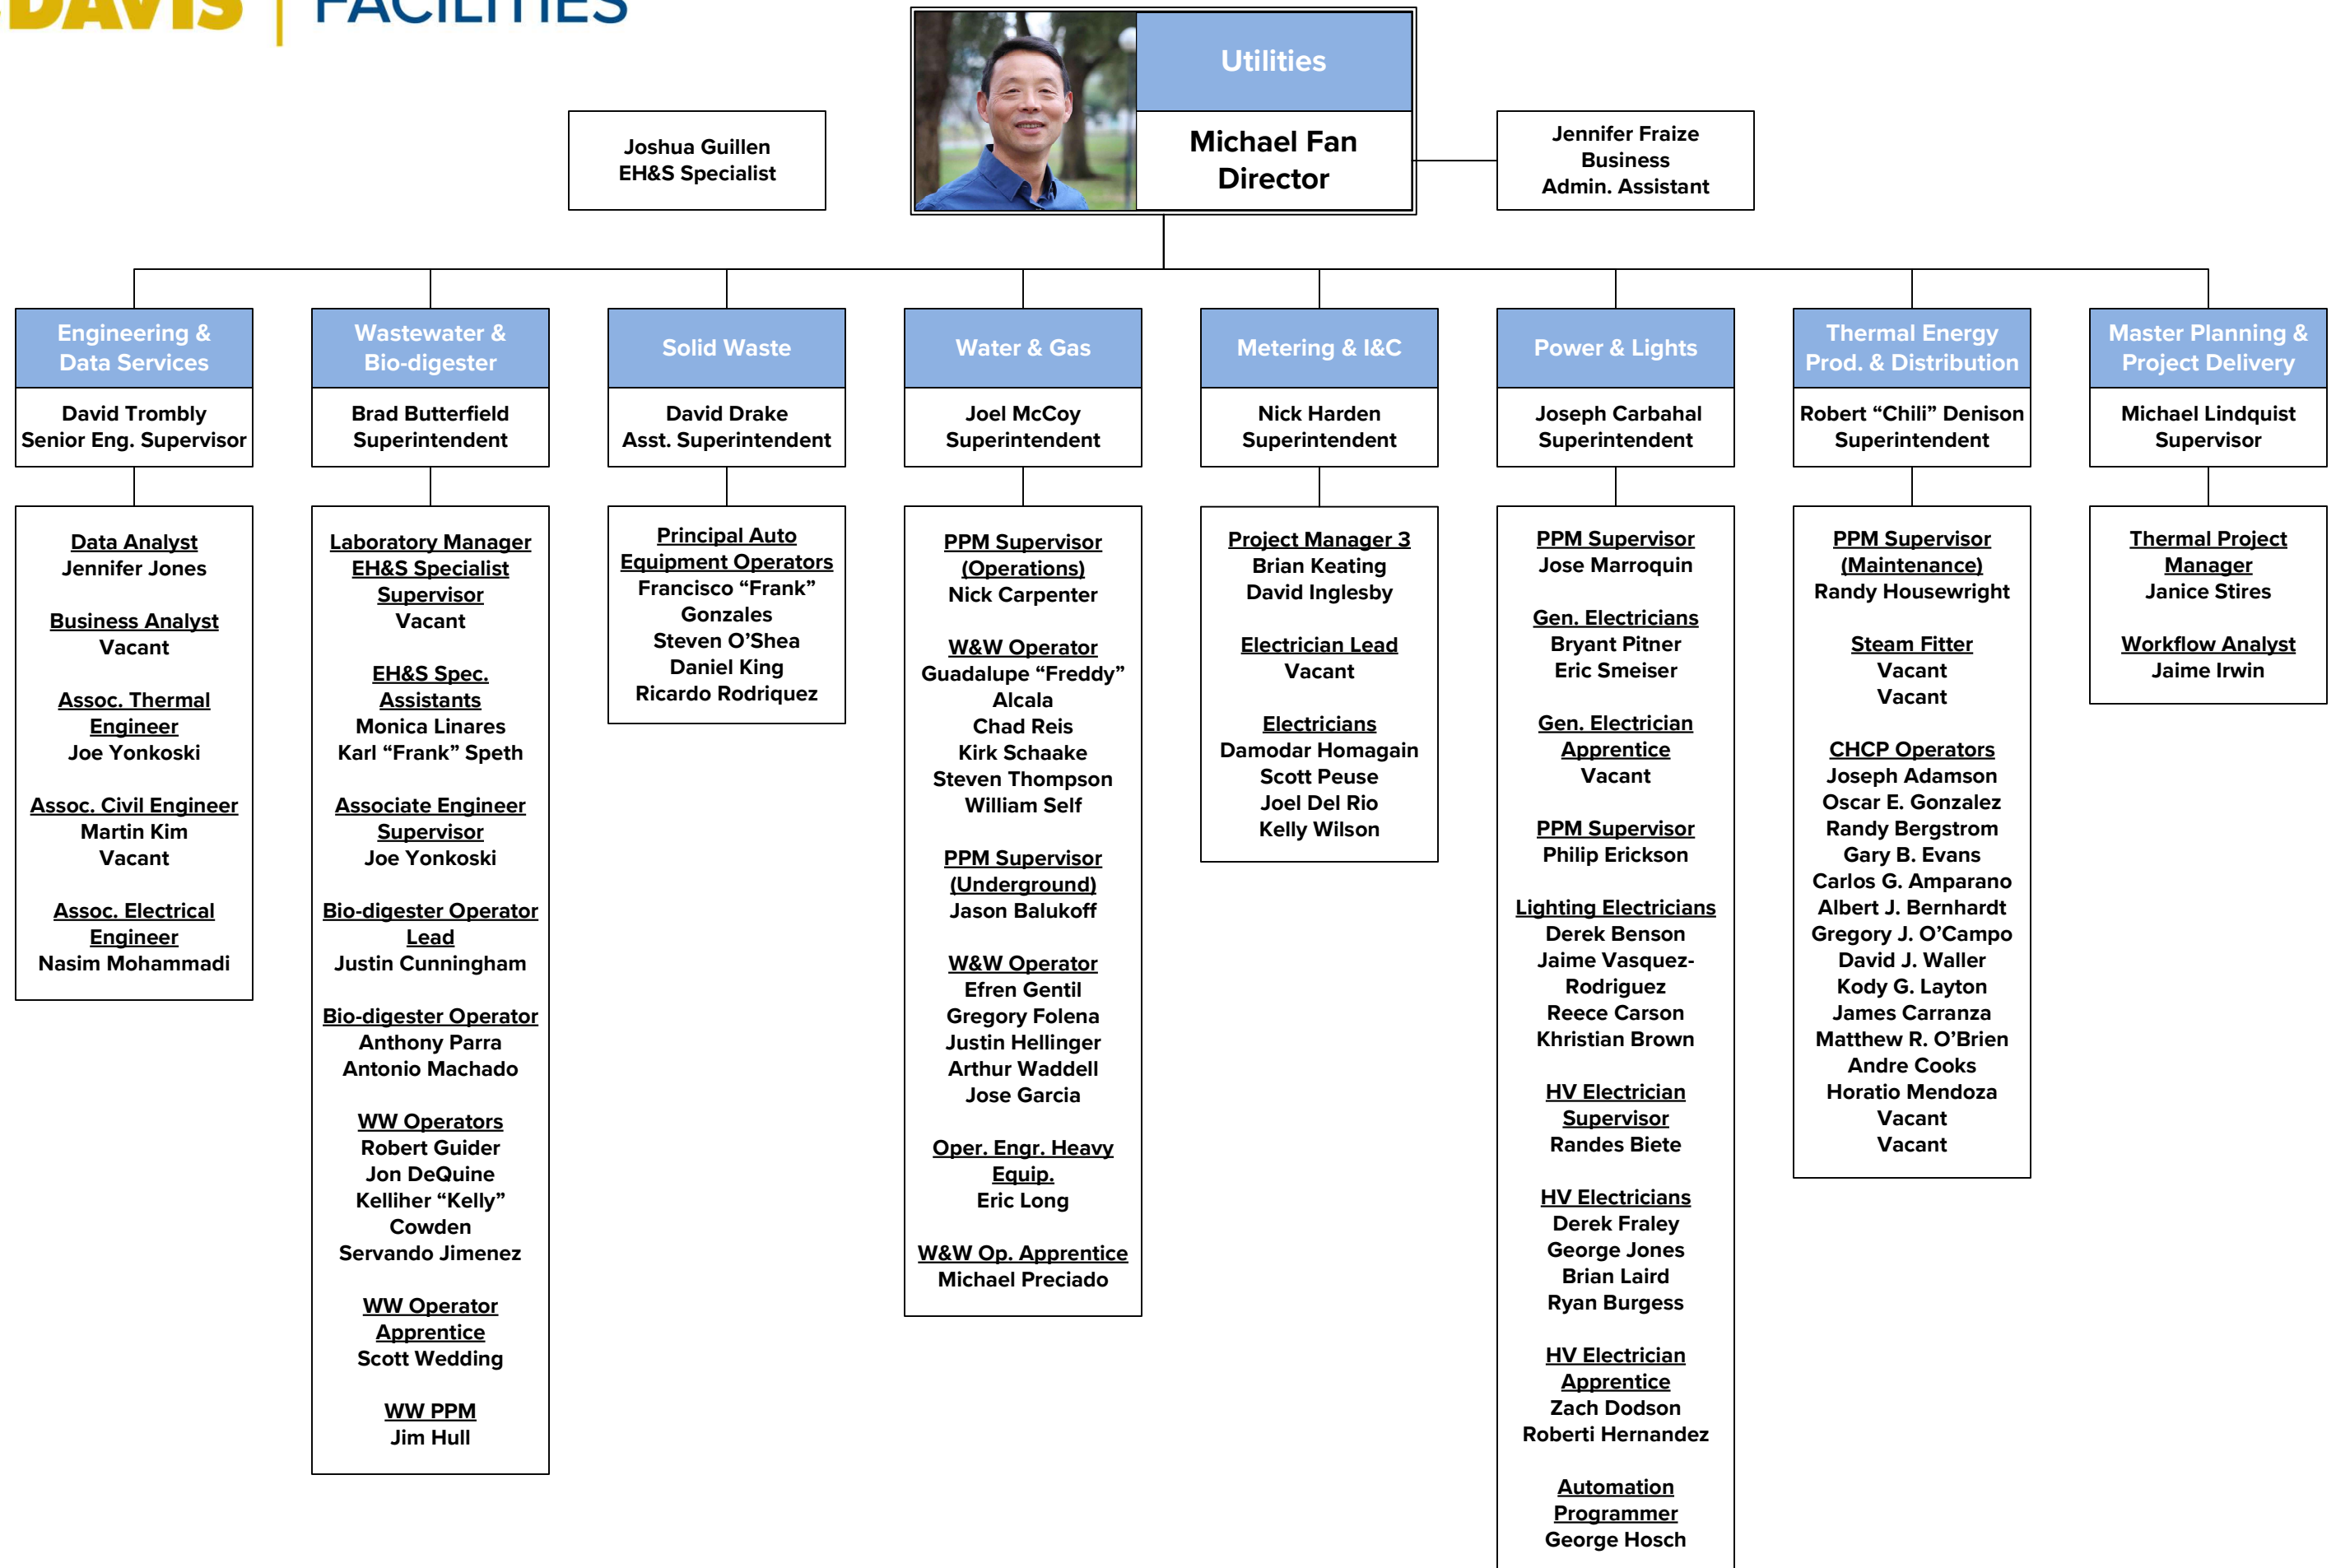 DAVIS | FACILITIES
Utilities
Michael Fan
Director
Joshua Guillen
EH&S Specialist
Jennifer Fraize
Business
Admin. Assistant
Engineering &
Data Services
David Trombly
Senior Eng. Supervisor
Data Analyst
Jennifer Jones
Business Analyst
Vacant
Assoc. Thermal
Engineer
Joe Yonkoski
Assoc. Civil Engineer
Martin Kim
Vacant
Assoc. Electrical
Engineer
Nasim Mohammadi
Wastewater &
Bio-digester
Brad Butterfield
Superintendent
Laboratory Manager
EH&S Specialist
Supervisor
Vacant
EH&S Spec.
Assistants
Monica Linares
Karl “Frank” Speth
Associate Engineer
Supervisor
Joe Yonkoski
Bio-digester Operator
Lead
Justin Cunningham
Bio-digester Operator
Anthony Parra
Antonio Machado
WW Operators
Robert Guider
Jon DeQuine
Kelliher “Kelly”
Cowden
Servando Jimenez
WW Operator
Apprentice
Scott Wedding
WW PPM
Jim Hull
Solid Waste
David Drake
Asst. Superintendent
Principal Auto
Equipment Operators
Francisco “Frank”
Gonzales
Steven O’Shea
Daniel King
Ricardo Rodriquez
Water & Gas
Joel McCoy
Superintendent
PPM Supervisor
(Operations)
Nick Carpenter
W&W Operator
Guadalupe “Freddy”
Alcala
Chad Reis
Kirk Schaake
Steven Thompson
William Self
PPM Supervisor
(Underground)
Jason Balukoff
W&W Operator
Efren Gentil
Gregory Folena
Justin Hellinger
Arthur Waddell
Jose Garcia
Oper. Engr. Heavy
Equip.
Eric Long
W&W Op. Apprentice
Michael Preciado
Metering & I&C
Nick Harden
Superintendent
Project Manager 3
Brian Keating
David Inglesby
Electrician Lead
Vacant
Electricians
Damodar Homagain
Scott Peuse
Joel Del Rio
Kelly Wilson
Power & Lights
Joseph Carbahal
Superintendent
PPM Supervisor
Jose Marroquin
Gen. Electricians
Bryant Pitner
Eric Smeiser
Gen. Electrician
Apprentice
Vacant
PPM Supervisor
Philip Erickson
Lighting Electricians
Derek Benson
Jaime Vasquez-
Rodriguez
Reece Carson
Khristian Brown
HV Electrician
Supervisor
Randes Biete
HV Electricians
Derek Fraley
George Jones
Brian Laird
Ryan Burgess
HV Electrician
Apprentice
Zach Dodson
Roberti Hernandez
Automation
Programmer
George Hosch
Thermal Energy
Prod. & Distribution
Robert “Chili” Denison
Superintendent
PPM Supervisor
(Maintenance)
Randy Housewright
Steam Fitter
Vacant
Vacant
CHCP Operators
Joseph Adamson
Oscar E. Gonzalez
Randy Bergstrom
Gary B. Evans
Carlos G. Amparano
Albert J. Bernhardt
Gregory J. O’Campo
David J. Waller
Kody G. Layton
James Carranza
Matthew R. O’Brien
Andre Cooks
Horatio Mendoza
Vacant
Vacant
Master Planning &
Project Delivery
Michael Lindquist
Supervisor
Thermal Project
Manager
Janice Stires
Workflow Analyst
Jaime Irwin